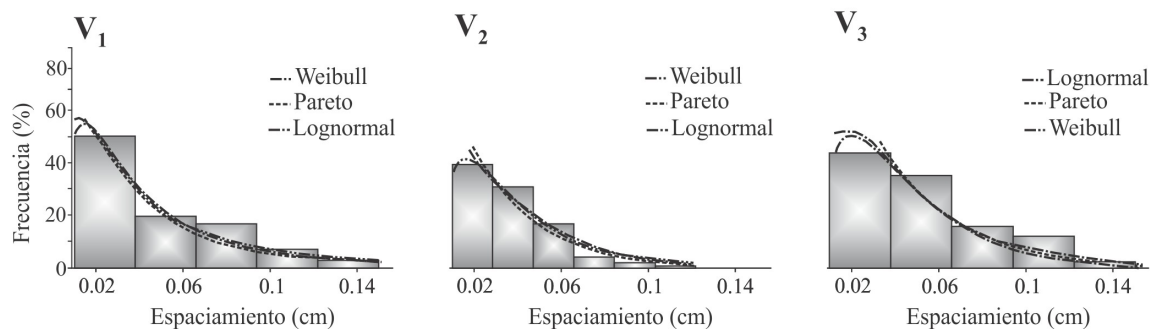 V1
Frecuencia (%)
80
60
40
20
0
Weibull
Pareto
Lognormal
0.02 0.06 0.1 0.14
Espaciamiento (cm)
V2
Weibull
Pareto
Lognormal
0.02 0.06 0.1 0.14
Espaciamiento (cm)
V3
Lognormal
Pareto
Weibull
0.02 0.06 0.1 0.14
Espaciamiento (cm)